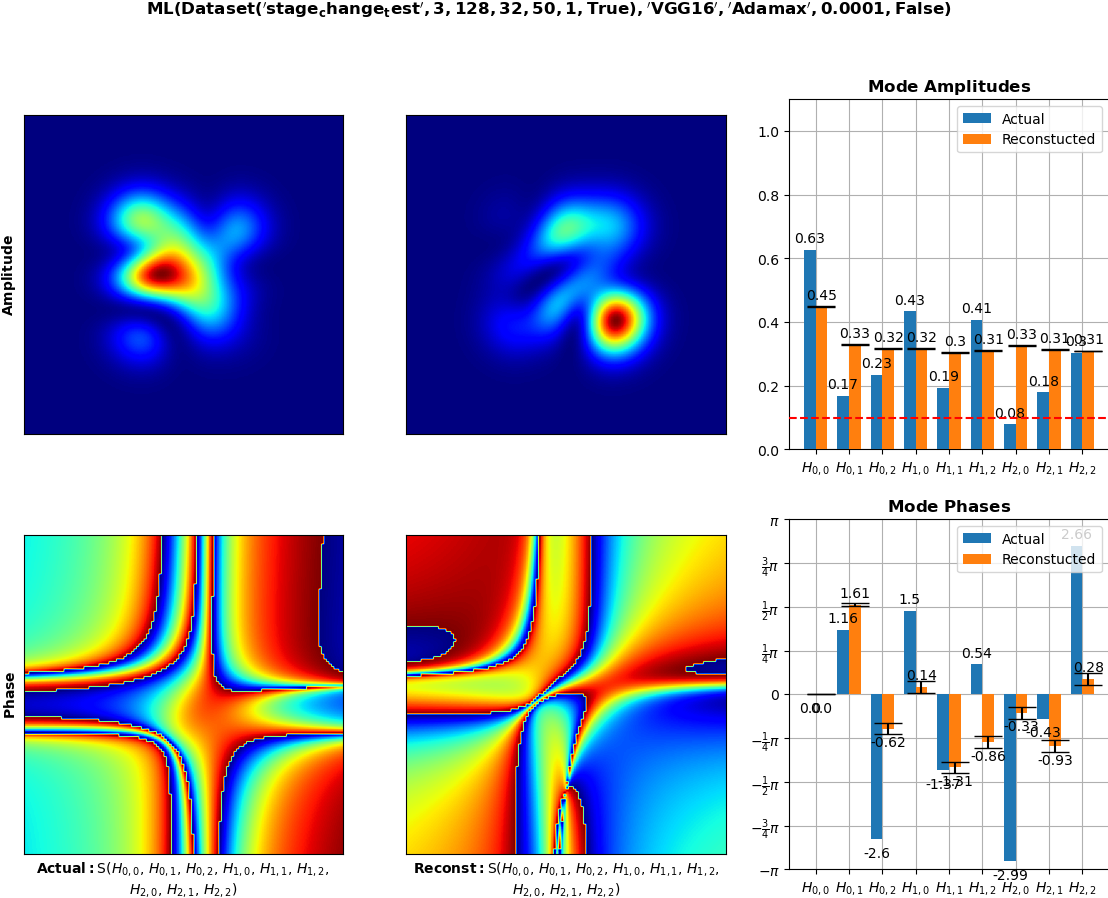 ML(Dataset('stage_change_test', 3, 128, 32, 50, 1, True), 'VGG16', 'Adamax', 0.0001, False)
Amplitude
Mode Amplitudes
Actual
Reconstucted
1.0
0.8
0.6
0.4
0.2
0.0
0.63
0.45
0.17
0.33
0.23
0.32
0.43
0.32
0.19
0.3
0.41
0.31
0.08
0.33
0.18
0.31
0.3
0.31
H0,0 H0,1 H0,2 H1,0 H1,1 H1,2 H2,0 H2,1 H2,2
Phase
Actual: S(H0,0, H0,1, H0,2, H1,0, H1,1, H1,2,
H2,0, H2,1, H2,2)
Reconst: S(H0,0, H0,1, H0,2, H1,0, H1,1, H1,2,
H2,0, H2,1, H2,2)
Mode Phases
Actual
Reconstucted
π
3/4π
1/2π
1/4π
0
−1/4π
−1/2π
−3/4π
−π
0.0
0.0
1.16
1.61
-2.6
-0.62
1.5
0.14
-1.37
-1.31
0.54
-0.86
-2.99
-0.33
-0.43
-0.93
2.66
0.28
H0,0 H0,1 H0,2 H1,0 H1,1 H1,2 H2,0 H2,1 H2,2